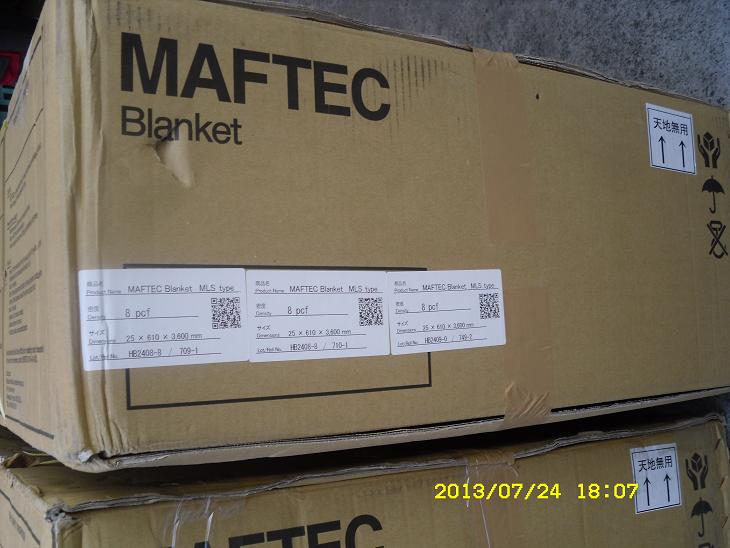 MAFTEC
Blanket
天地無用
商品名
Product Name MAFTEC Blanket MLS type
密度
Density 8 pcf
サイズ
Dimensions 25 × 610 × 3,600 mm
Lot/Roll No. HB2408-8 / 709-1
商品名
Product Name MAFTEC Blanket MLS type
密度
Density 8 pcf
サイズ
Dimensions 25 × 610 × 3,600 mm
Lot/Roll No. HB2408-8 / 710-1
商品名
Product Name MAFTEC Blanket MLS type
密度
Density 8 pcf
サイズ
Dimensions 25 × 610 × 3,600 mm
Lot/Roll No. HB2408-0 / 749-2
天地無用
2013/07/24 18:07
MAFTEC